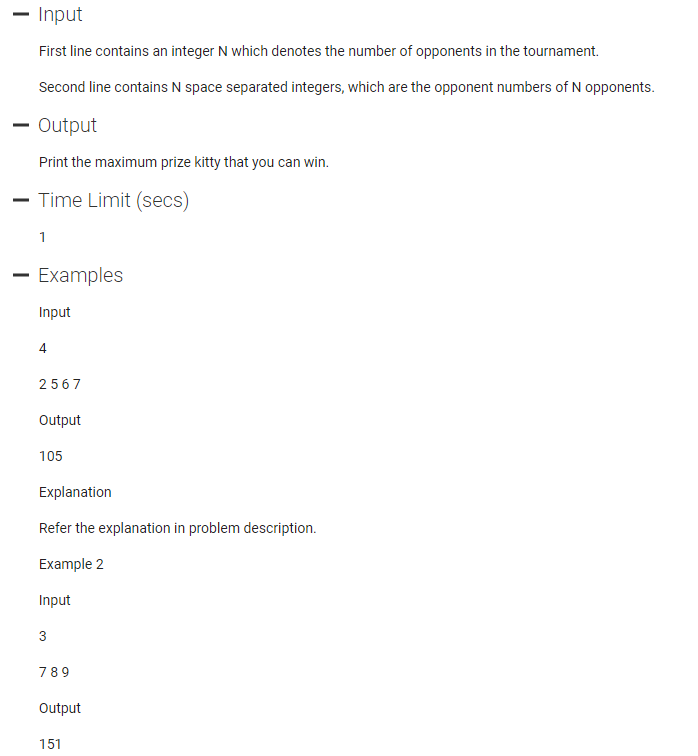 Input
First line contains an integer N which denotes the number of opponents in the tournament.
Second line contains N space separated integers, which are the opponent numbers of N opponents.
Output
Print the maximum prize kitty that you can win.
Time Limit (secs)
1
Examples
Input
4
2 5 6 7
Output
105
Explanation
Refer the explanation in problem description.
Example 2
Input
3
7 8 9
Output
151